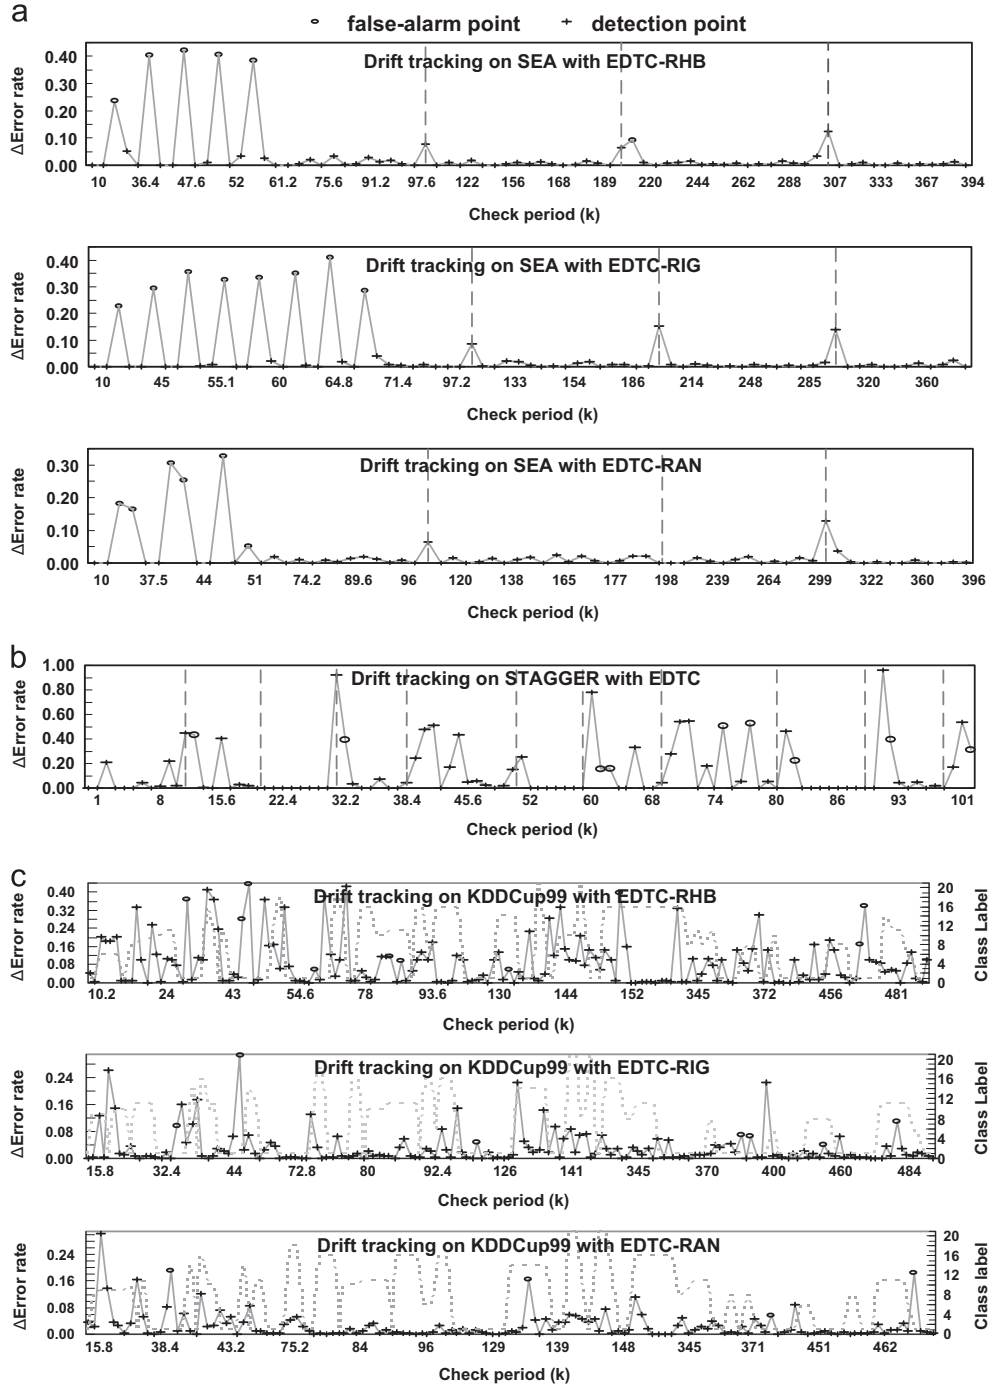 a
false-alarm point detection point
Drift tracking on SEA with EDTC-RHB
ΔError rate
0.40
0.30
0.20
0.10
0.00
10 36.4 47.6 52 61.2 75.6 91.2 97.6 122 156 168 189 220 244 262 288 307 333 367 394
Check period (k)
Drift tracking on SEA with EDTC-RIG
ΔError rate
0.40
0.30
0.20
0.10
0.00
10 45 55.1 60 64.8 71.4 97.2 133 154 186 214 248 285 320 360
Check period (k)
Drift tracking on SEA with EDTC-RAN
ΔError rate
0.30
0.20
0.10
0.00
10 37.5 44 51 74.2 89.6 96 120 138 165 177 198 239 264 299 322 360 396
Check period (k)
b
Drift tracking on STAGGER with EDTC
ΔError rate
1.00
0.80
0.60
0.40
0.20
0.00
1 8 15.6 22.4 32.2 38.4 45.6 52 60 68 74 80 86 93 101
Check period (k)
c
Drift tracking on KDDCup99 with EDTC-RHB
ΔError rate
0.40
0.32
0.24
0.16
0.08
0.00
20
16
12
8
4
0
Class Label
10.2 24 43 54.6 78 93.6 130 144 152 345 372 456 481
Check period (k)
Drift tracking on KDDCup99 with EDTC-RIG
ΔError rate
0.24
0.16
0.08
0.00
20
16
12
8
4
0
Class Label
15.8 32.4 44 72.8 80 92.4 126 141 345 370 400 460 484
Check period (k)
Drift tracking on KDDCup99 with EDTC-RAN
ΔError rate
0.24
0.16
0.08
0.00
20
16
12
8
4
0
Class label
15.8 38.4 43.2 75.2 84 96 129 139 148 345 371 451 462
Check period (k)